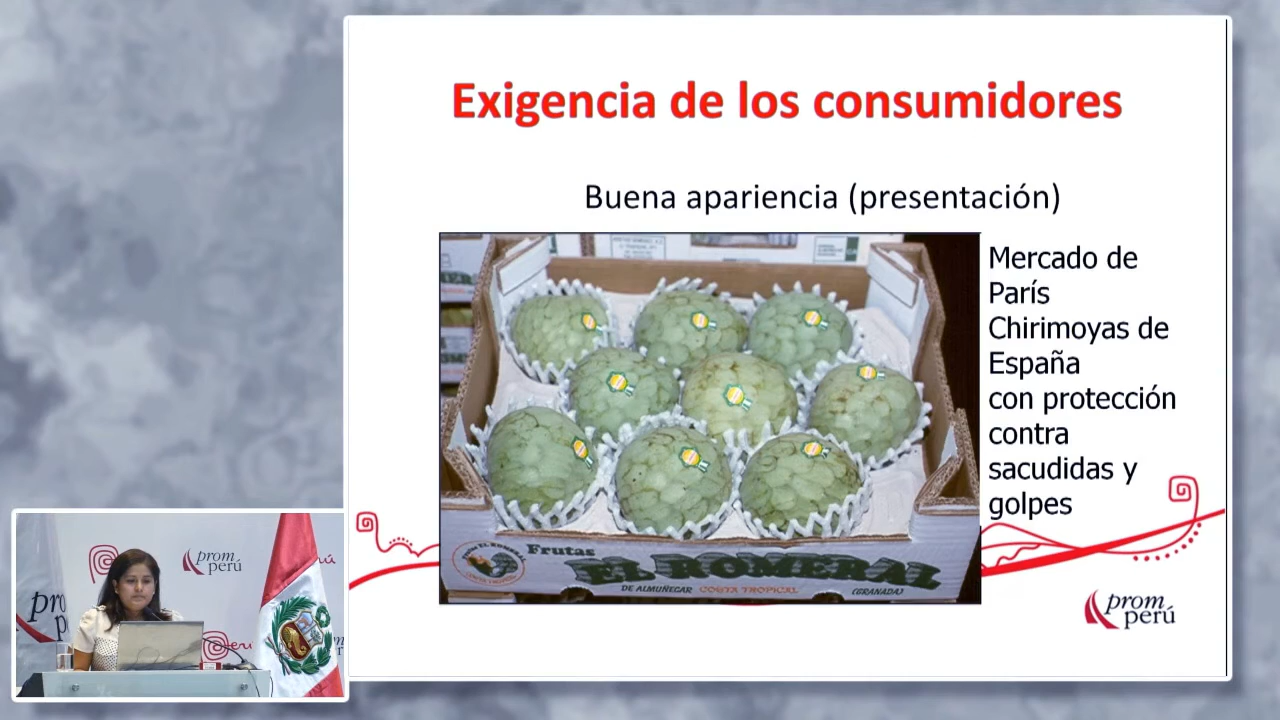 Exigencia de los consumidores
Buena apariencia (presentación)
Mercado de
París
Chirimoyas de
España
con protección
contra
sacudidas y
golpes
Frutas
EL ROMERAL
DE ALMUÑECAR COSTA TROPICAL (GRANADA)
prom
perú
prom
perú